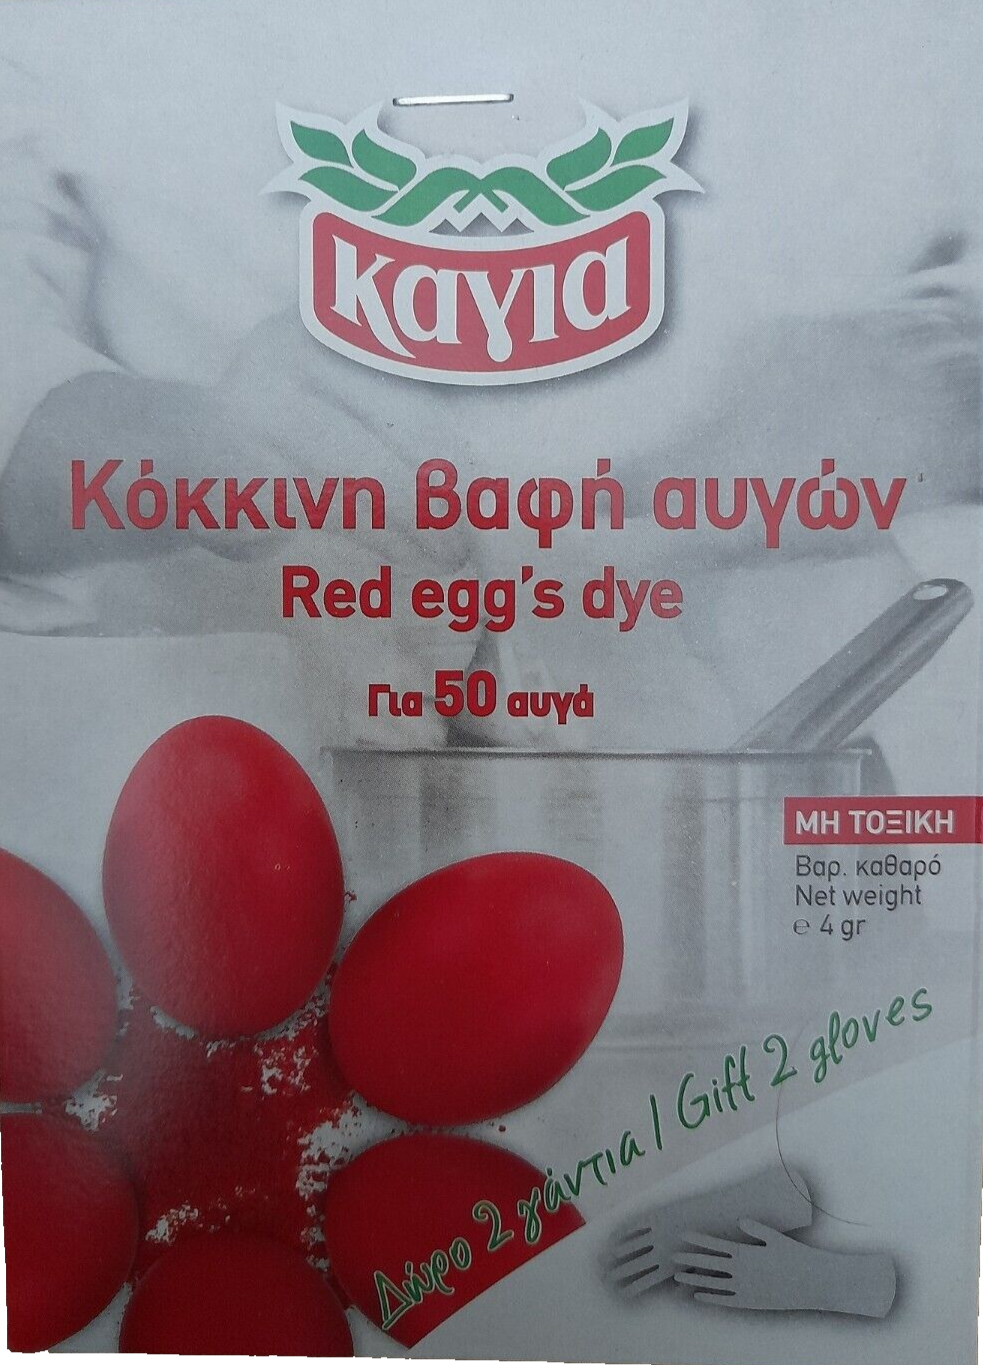 καγια
Κόκκινη βαφή αυγών
Red egg's dye
Για 50 αυγά
ΜΗ ΤΟΞΙΚΗ
Βαρ. καθαρό
Net weight
℮ 4 gr
Δώρο 2 γάντια / Gift 2 gloves